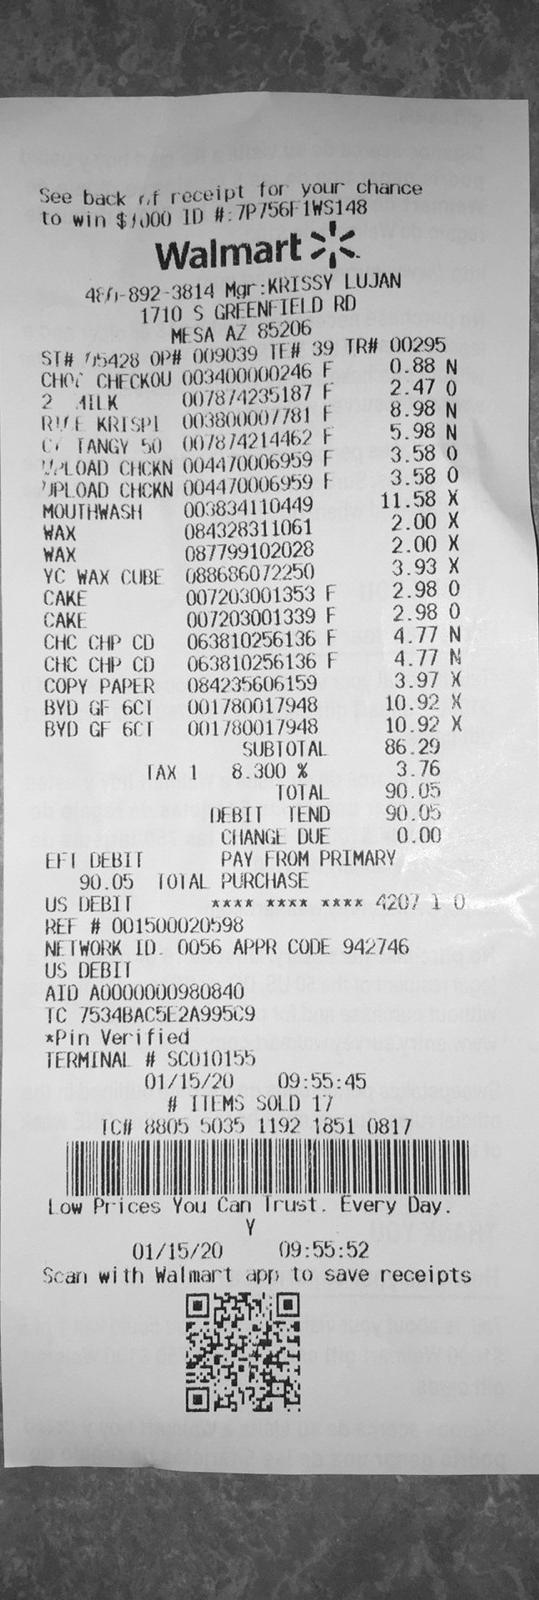 See back of receipt for your chance
to win $1000 ID #:7P756F1WS148
Walmart
480-892-3814 Mgr:KRISSY LUJAN
1710 S GREENFIELD RD
MESA AZ 85206
ST# 05428 OP# 009039 TE# 39 TR# 00295
CHOC CHECKOU 003400000246 F 0.88 N
2 MILK 007874235187 F 2.47 O
RICE KRISPI 003800007781 F 8.98 N
TANGY 50 007874214462 F 5.98 N
UPLOAD CHCKN 004470006959 F 3.58 O
UPLOAD CHCKN 004470006959 F 3.58 O
MOUTHWASH 003834110449 11.58 X
WAX 084328311061 2.00 X
WAX 087799102028 2.00 X
YC WAX CUBE 088686072250 3.93 X
CAKE 007203001353 F 2.98 O
CAKE 007203001339 F 2.98 O
CHC CHP CD 063810256136 F 4.77 N
CHC CHP CD 063810256136 F 4.77 N
COPY PAPER 084235606159 3.97 X
BYD GF 6CT 001780017948 10.92 X
BYD GF 6CT 001780017948 10.92 X
SUBTOTAL 86.29
TAX 1 8.300 % 3.76
TOTAL 90.05
DEBIT TEND 90.05
CHANGE DUE 0.00
EFT DEBIT PAY FROM PRIMARY
90.05 TOTAL PURCHASE
US DEBIT **** **** **** 4207 I 0
REF # 001500020598
NETWORK ID. 0056 APPR CODE 942746
US DEBIT
AID A0000000980840
TC 7534BAC5E2A995C9
*Pin Verified
TERMINAL # SC010155
01/15/20 09:55:45
# ITEMS SOLD 17
TC# 8805 5035 1192 1851 0817
Low Prices You Can Trust. Every Day.
Y
01/15/20 09:55:52
Scan with Walmart app to save receipts